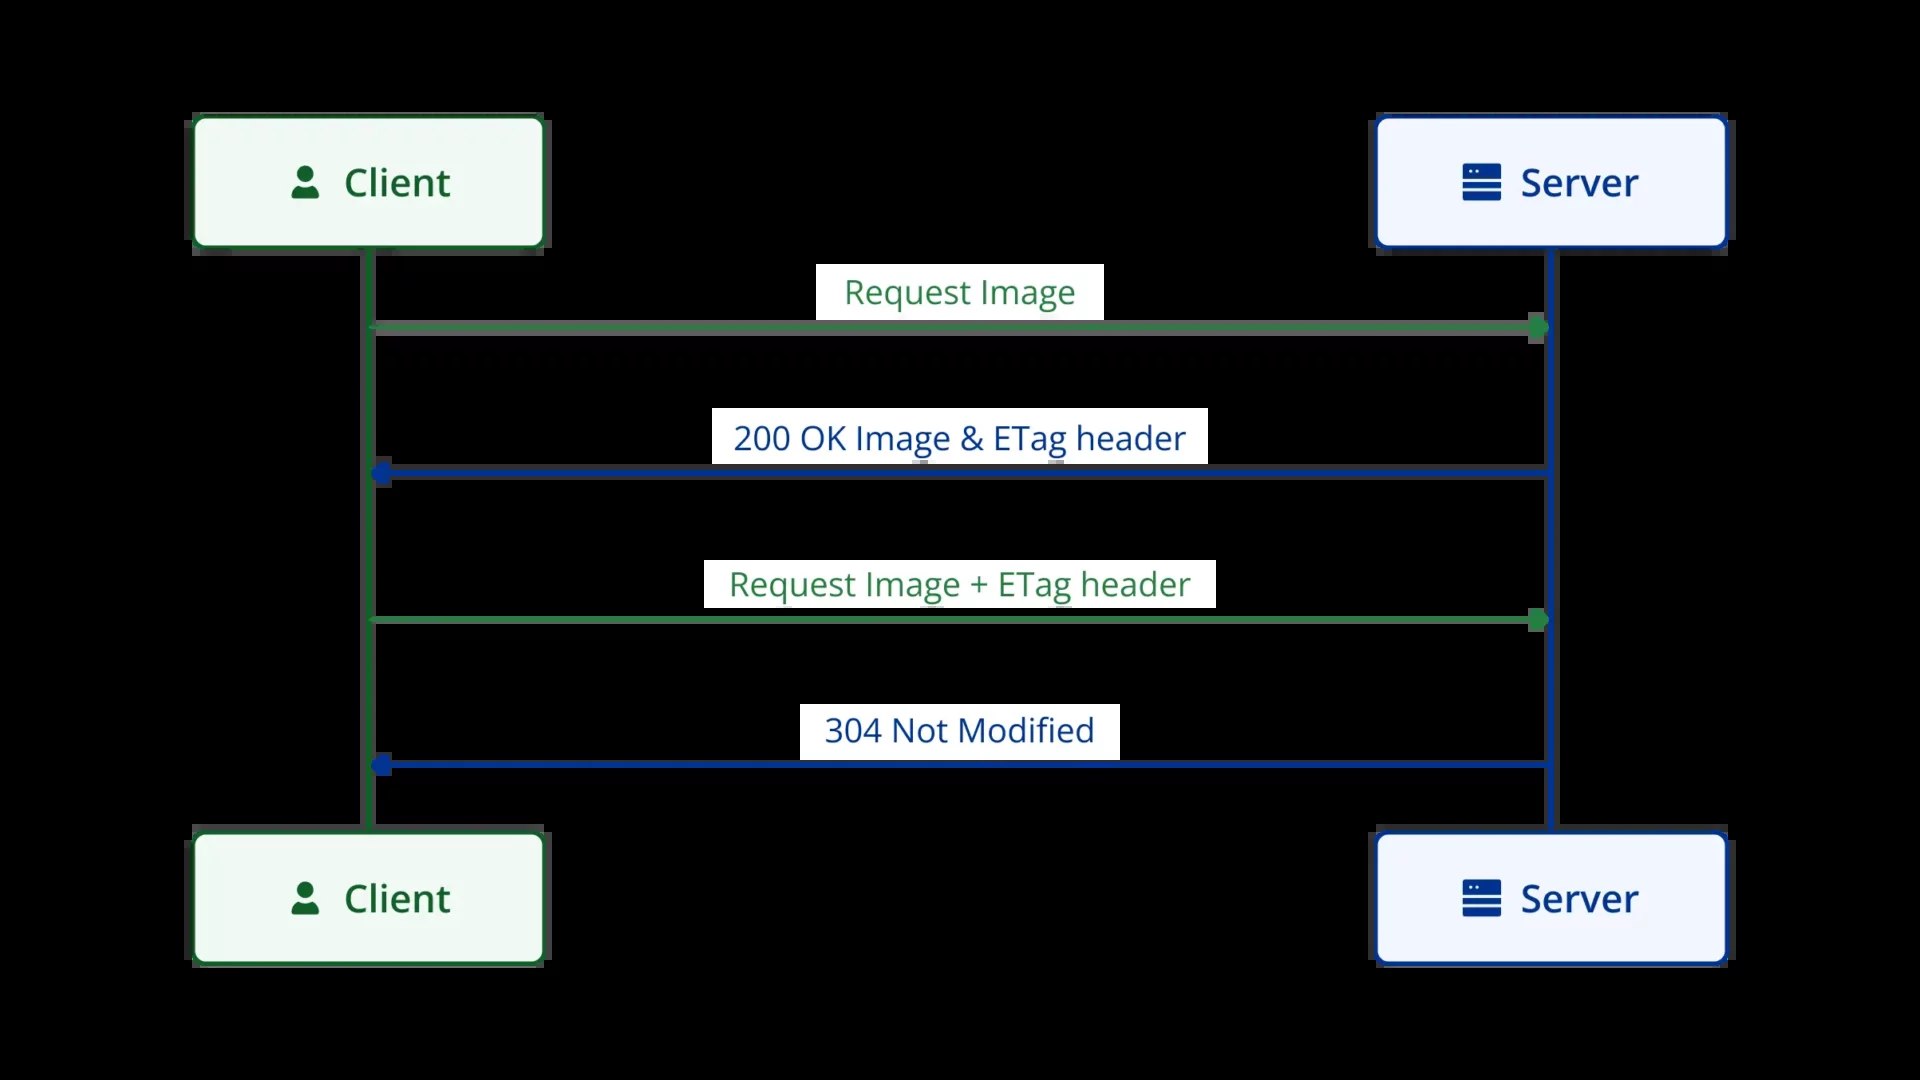 Client
Server
Request Image
200 OK Image & ETag header
Request Image + ETag header
304 Not Modified
Client
Server